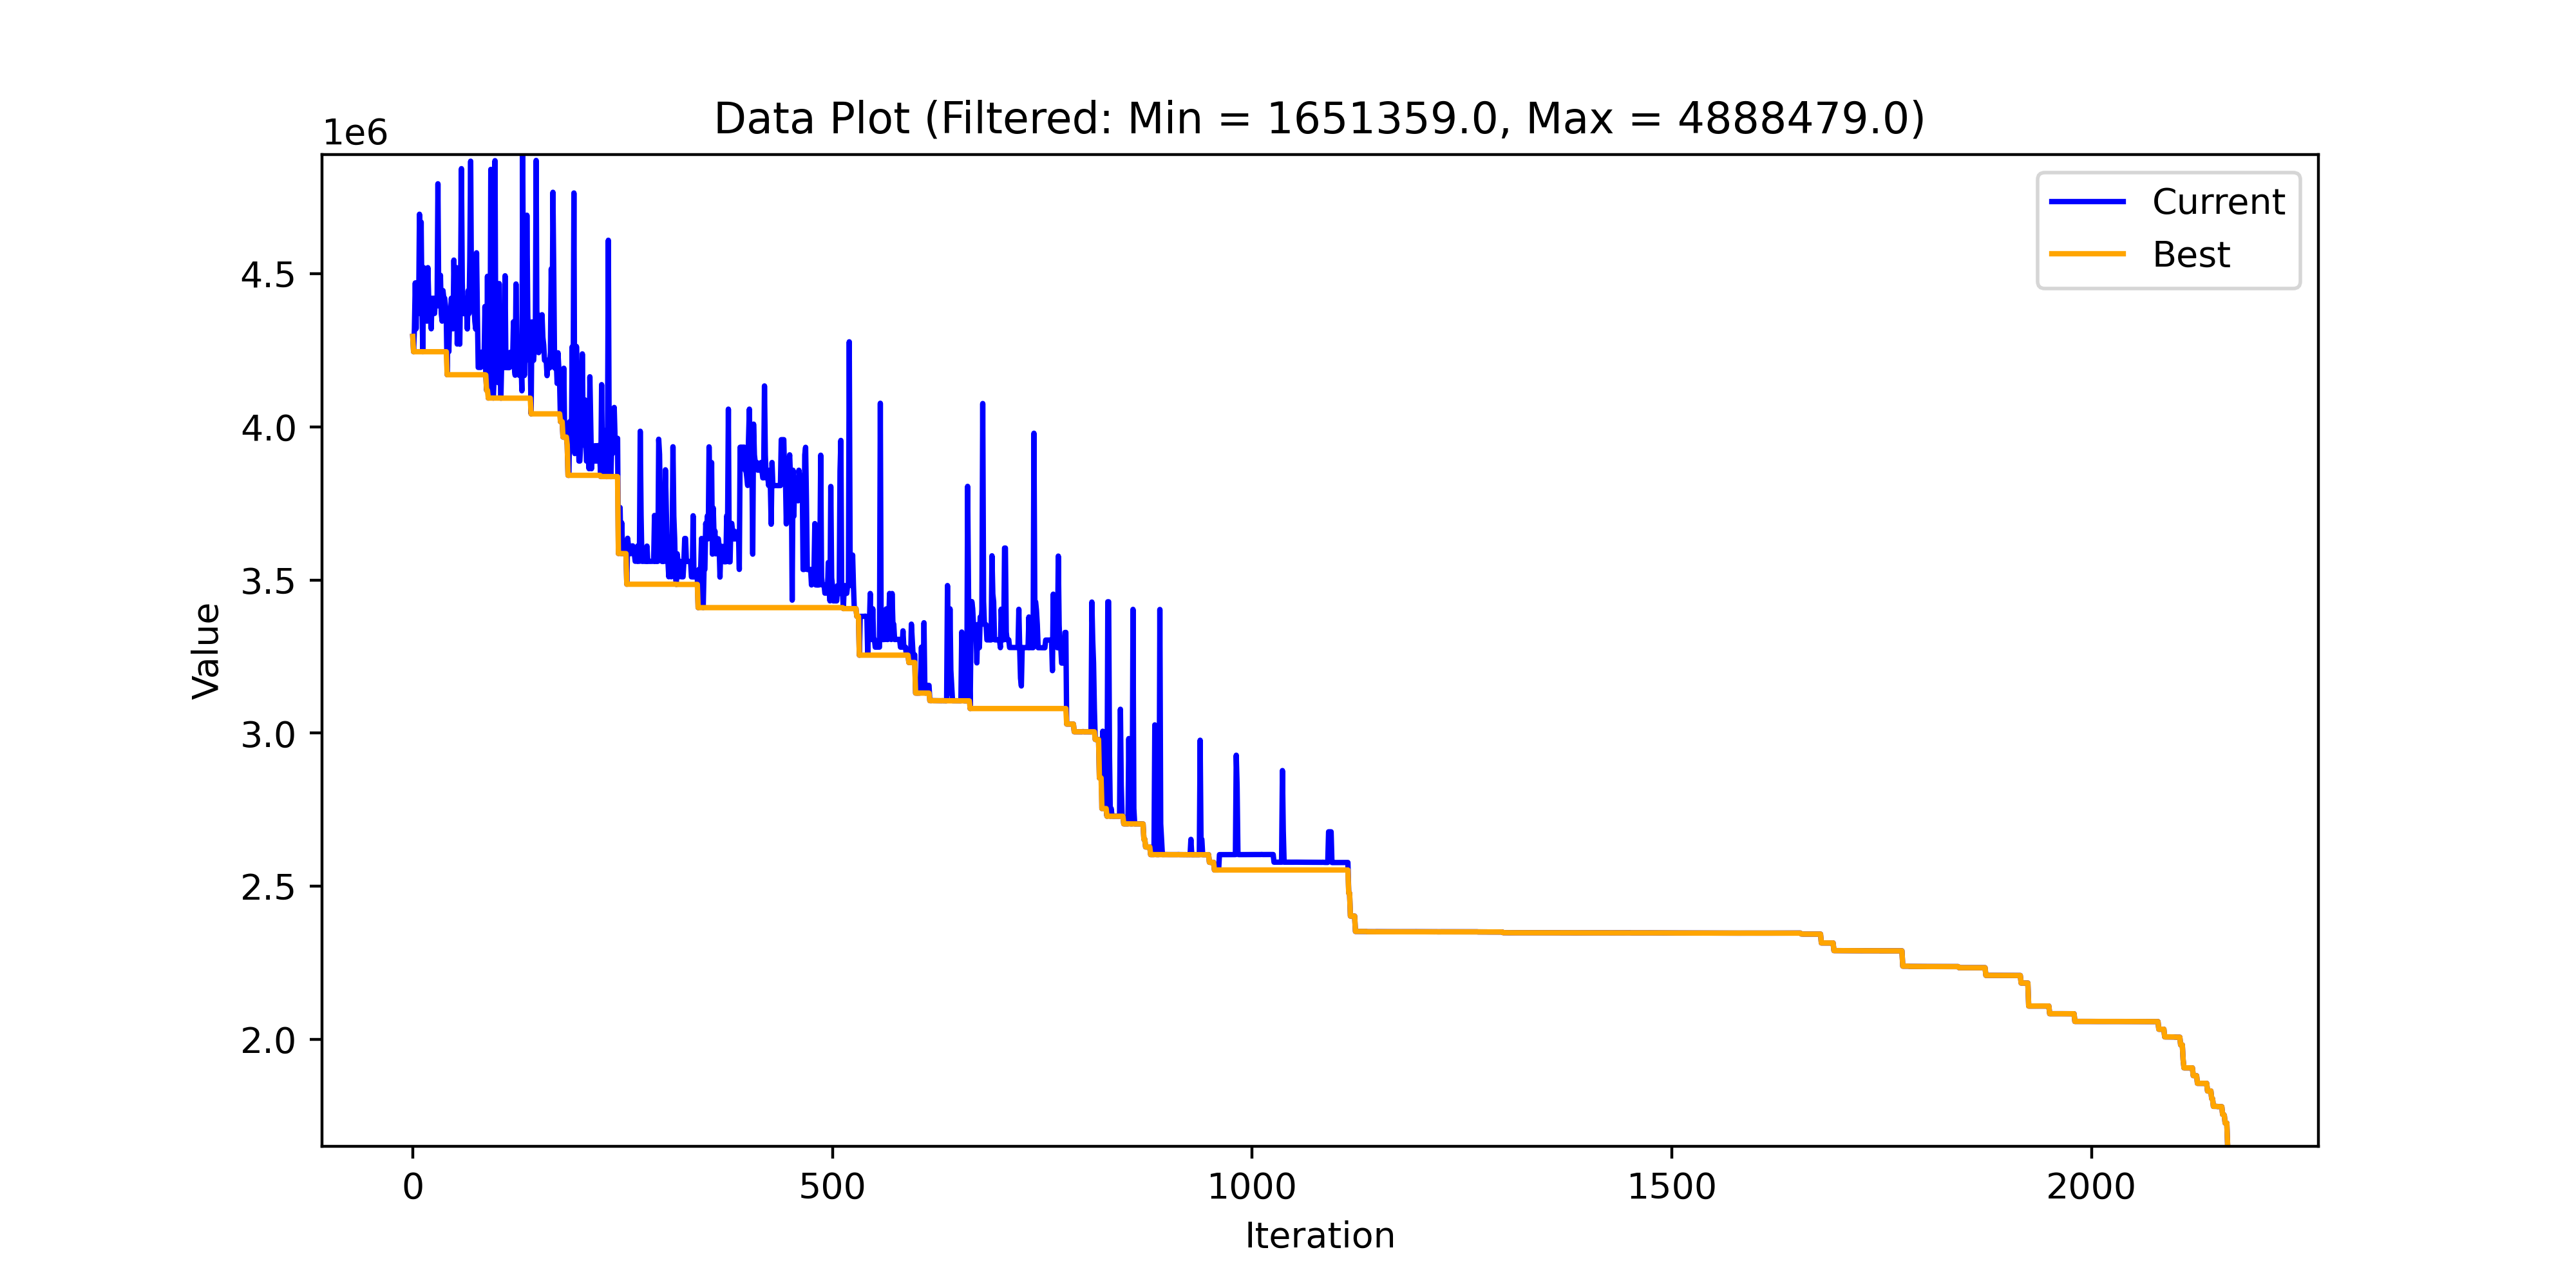 Data Plot (Filtered: Min = 1651359.0, Max = 4888479.0)
1e6
Current
Best
4.5
4.0
3.5
3.0
2.5
2.0
Value
0
500
1000
1500
2000
Iteration